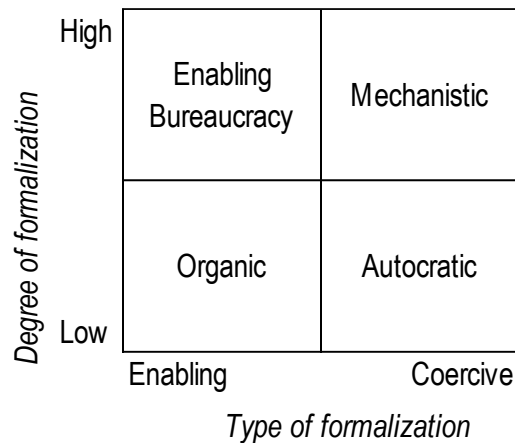 High
Enabling
Bureaucracy
Mechanistic
Degree of formalization
Organic
Autocratic
Low
Enabling
Coercive
Type of formalization